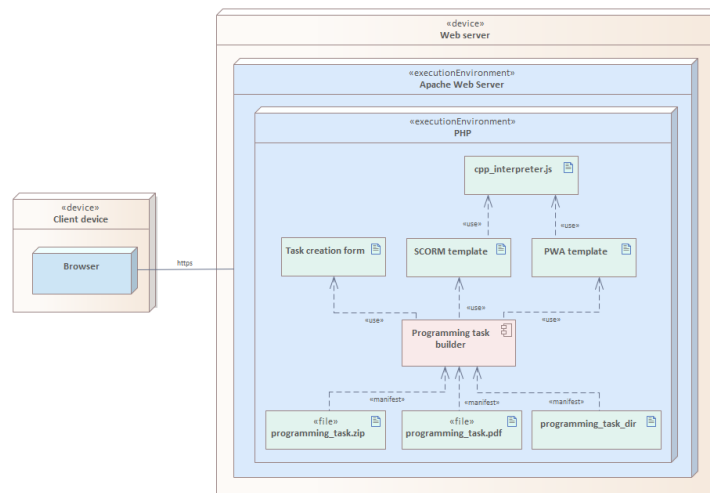 «device»
Web server
«executionEnvironment»
Apache Web Server
«executionEnvironment»
PHP
cpp_interpreter.js
«device»
Client device
Browser
https
«use»
«use»
Task creation form
SCORM template
PWA template
«use»
«use»
«use»
Programming task
builder
«manifest»
«manifest»
«manifest»
«file»
programming_task.zip
«file»
programming_task.pdf
programming_task_dir